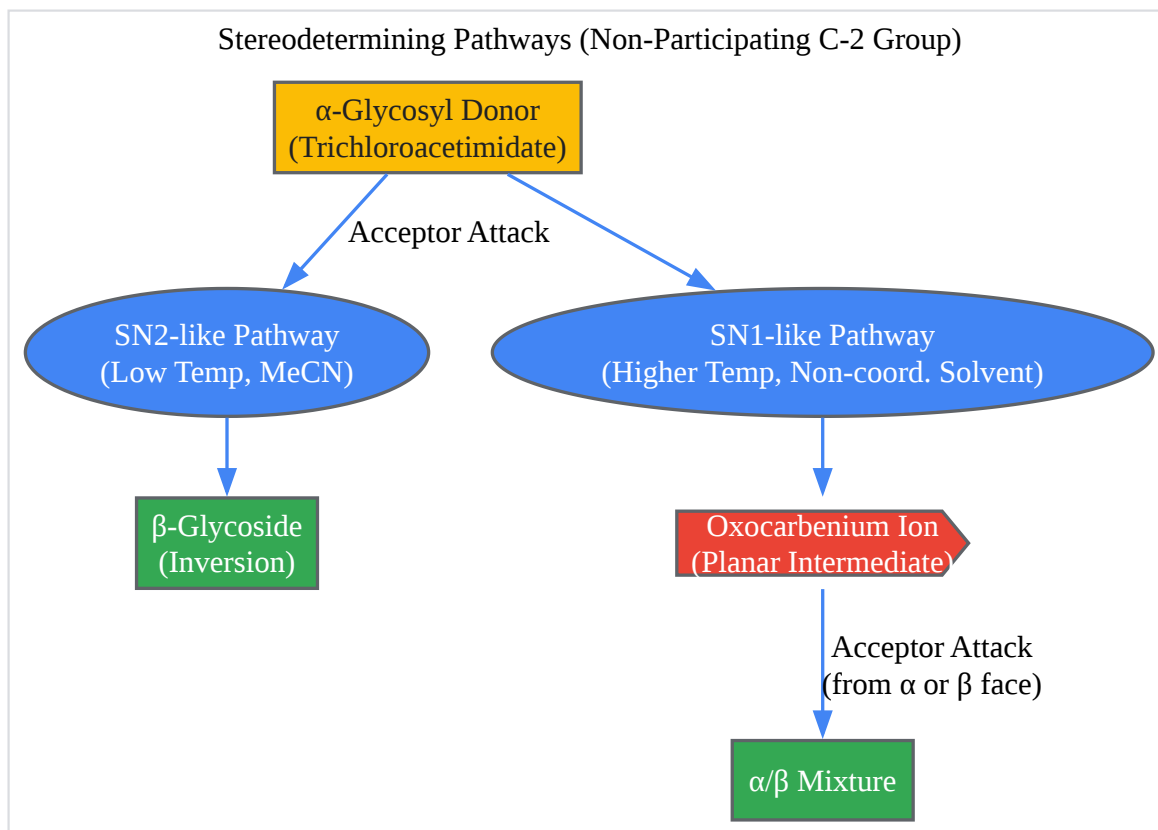 Stereodetermining Pathways (Non-Participating C-2 Group)
α-Glycosyl Donor
(Trichloroacetimidate)
Acceptor Attack
SN2-like Pathway
(Low Temp, MeCN)
SN1-like Pathway
(Higher Temp, Non-coord. Solvent)
β-Glycoside
(Inversion)
Oxocarbenium Ion
(Planar Intermediate)
Acceptor Attack
(from α or β face)
α/β Mixture